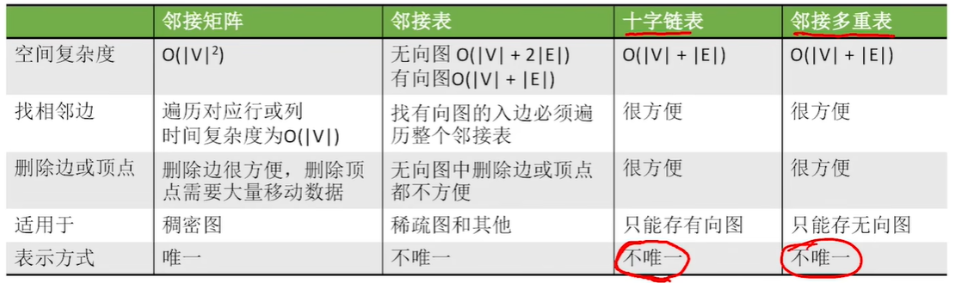 邻接矩阵 邻接表 十字链表 邻接多重表
空间复杂度 O(|V|²) 无向图 O(|V| + 2|E|) O(|V| + |E|) O(|V| + |E|)
有向图O(|V| + |E|)
找相邻边 遍历对应行或列 找有向图的入边必须遍 很方便 很方便
时间复杂度为O(|V|) 历整个邻接表
删除边或顶点 删除边很方便，删除顶 无向图中删除边或顶点 很方便 很方便
点需要大量移动数据 都不方便
适用于 稠密图 稀疏图和其他 只能存有向图 只能存无向图
表示方式 唯一 不唯一 不唯一 不唯一